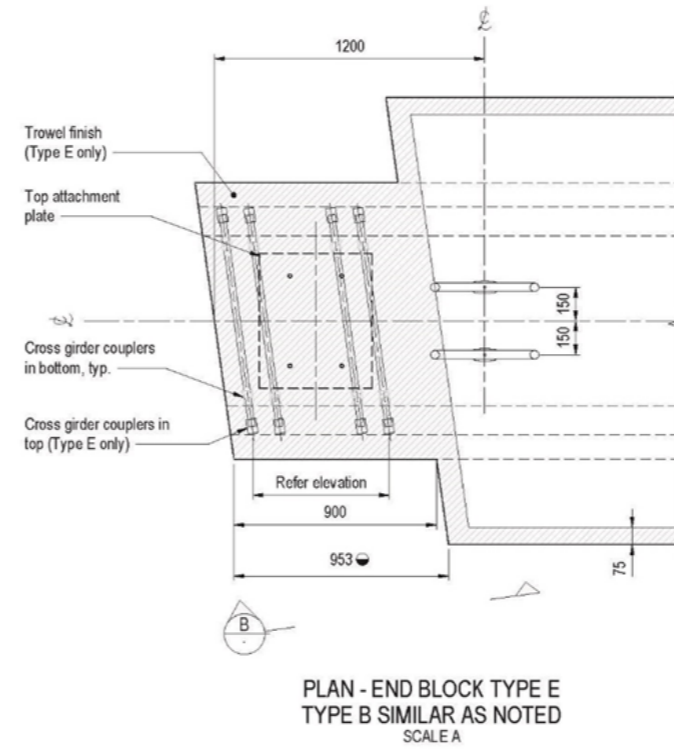 ℄
1200
Trowel finish
(Type E only)
Top attachment
plate
℄
150
150
Cross girder couplers
in bottom, typ.
Cross girder couplers in
top (Type E only)
Refer elevation
900
953
75
B
PLAN - END BLOCK TYPE E
TYPE B SIMILAR AS NOTED
SCALE A